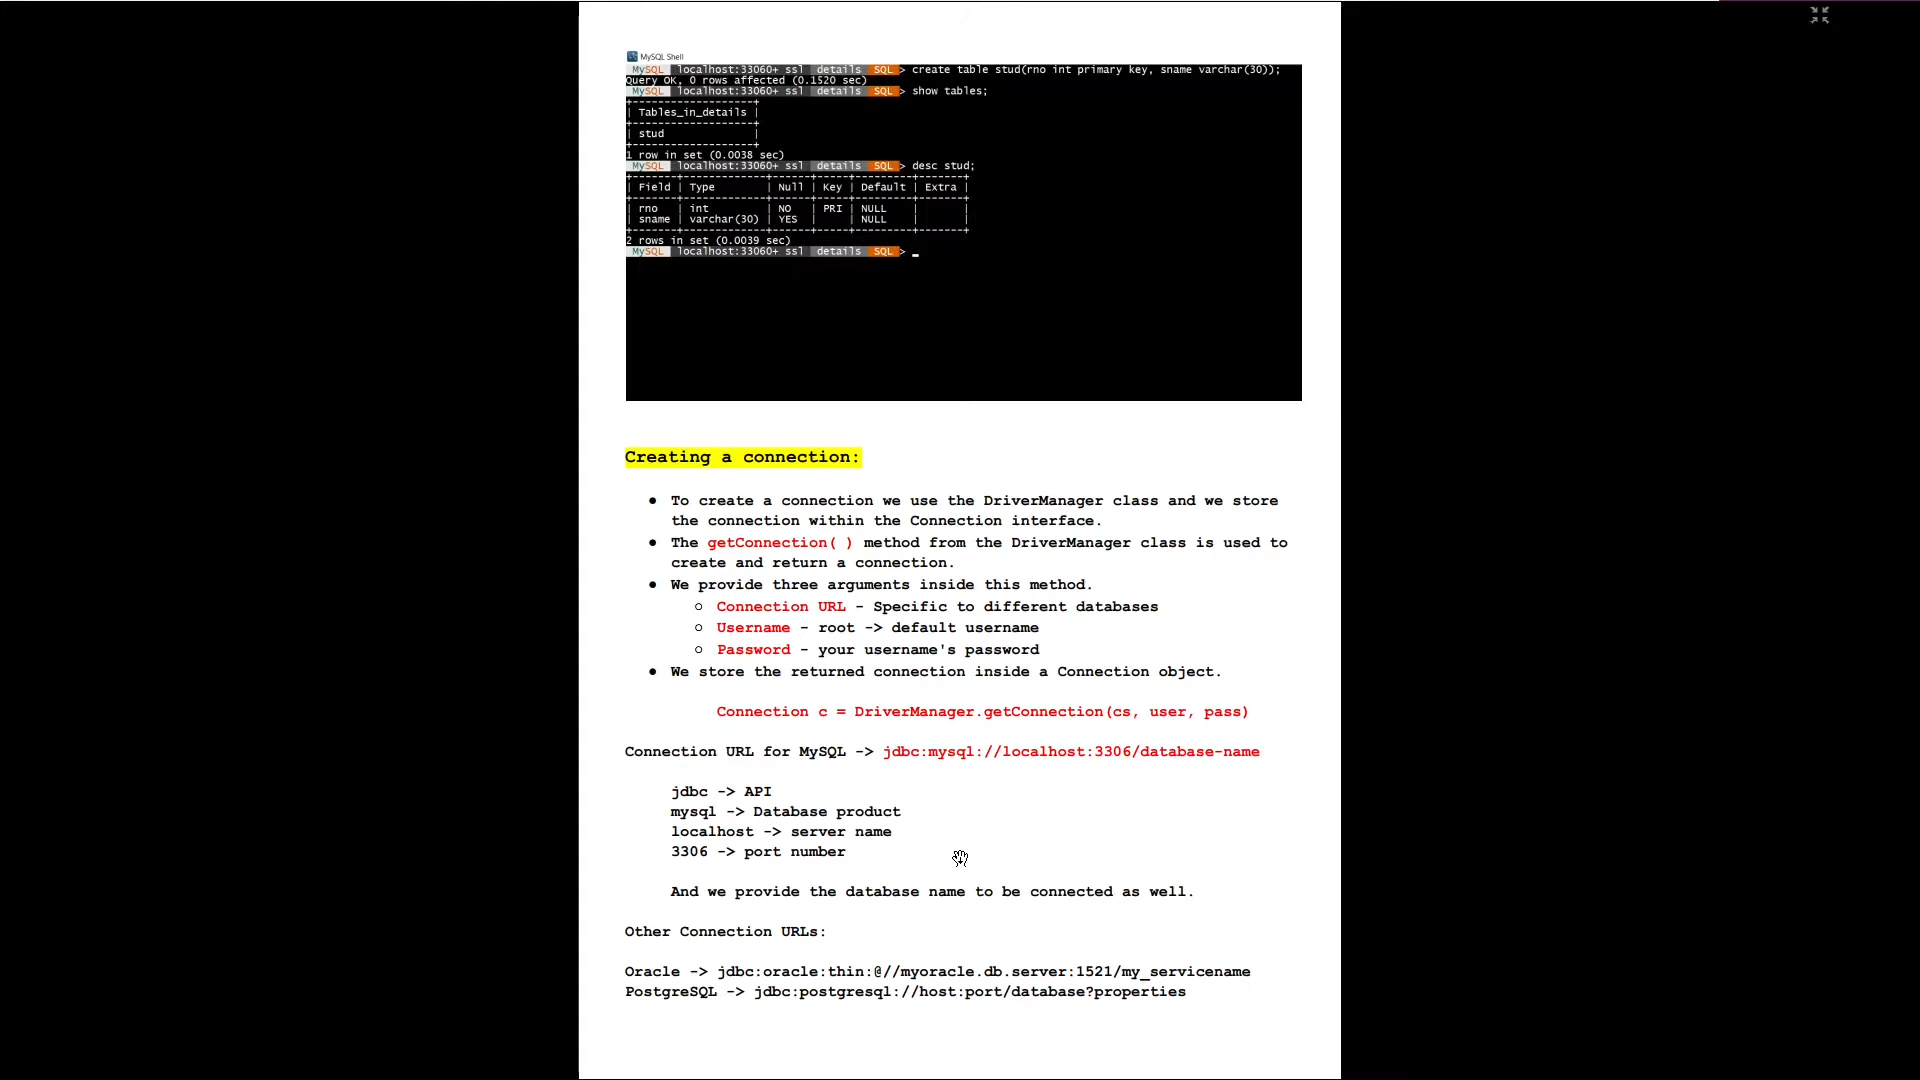 MySQL Shell
MySQL localhost:33060+ ssl details SQL > create table stud(rno int primary key, sname varchar(30));
Query OK, 0 rows affected (0.1520 sec)
MySQL localhost:33060+ ssl details SQL > show tables;
+-------------------+
| Tables_in_details |
+-------------------+
| stud              |
+-------------------+
1 row in set (0.0038 sec)
MySQL localhost:33060+ ssl details SQL > desc stud;
+-------+-------------+------+-----+---------+-------+
| Field | Type        | Null | Key | Default | Extra |
+-------+-------------+------+-----+---------+-------+
| rno   | int         | NO   | PRI | NULL    |       |
| sname | varchar(30) | YES  |     | NULL    |       |
+-------+-------------+------+-----+---------+-------+
2 rows in set (0.0039 sec)
MySQL localhost:33060+ ssl details SQL > _
Creating a connection:
● To create a connection we use the DriverManager class and we store
the connection within the Connection interface.
● The getConnection( ) method from the DriverManager class is used to
create and return a connection.
● We provide three arguments inside this method.
○ Connection URL - Specific to different databases
○ Username - root -> default username
○ Password - your username's password
● We store the returned connection inside a Connection object.
Connection c = DriverManager.getConnection(cs, user, pass)
Connection URL for MySQL -> jdbc:mysql://localhost:3306/database-name
jdbc -> API
mysql -> Database product
localhost -> server name
3306 -> port number
And we provide the database name to be connected as well.
Other Connection URLs:
Oracle -> jdbc:oracle:thin:@//myoracle.db.server:1521/my_servicename
PostgreSQL -> jdbc:postgresql://host:port/database?properties